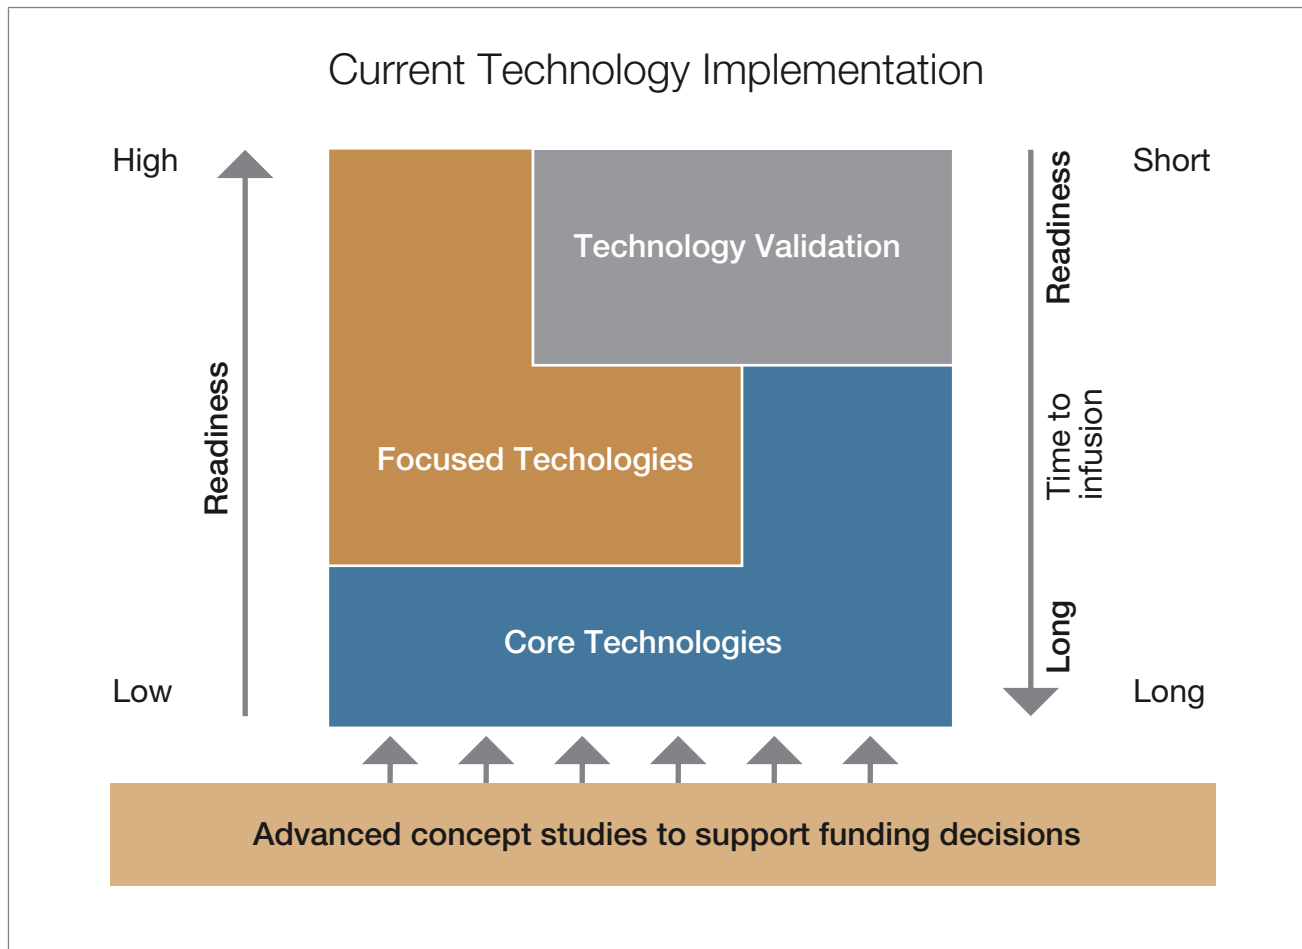 Current Technology Implementation
High
Short
Readiness
Technology Validation
Readiness
Focused Techologies
Time to
infusion
Core Technologies
Long
Low
Long
Advanced concept studies to support funding decisions